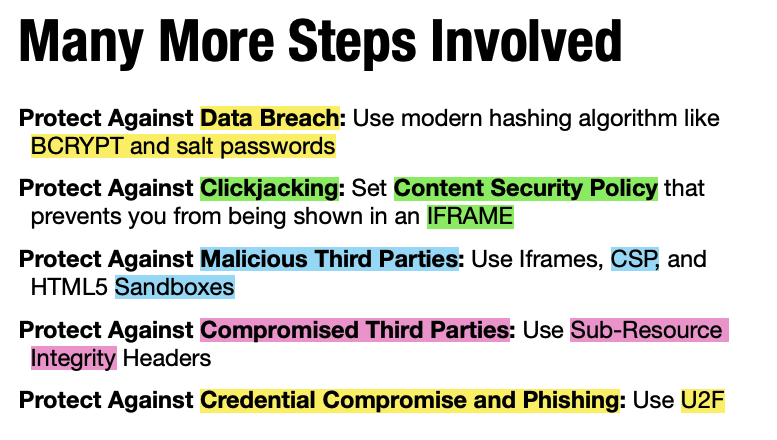 Many More Steps Involved
Protect Against Data Breach: Use modern hashing algorithm like
BCRYPT and salt passwords
Protect Against Clickjacking: Set Content Security Policy that
prevents you from being shown in an IFRAME
Protect Against Malicious Third Parties: Use Iframes, CSP, and
HTML5 Sandboxes
Protect Against Compromised Third Parties: Use Sub-Resource
Integrity Headers
Protect Against Credential Compromise and Phishing: Use U2F